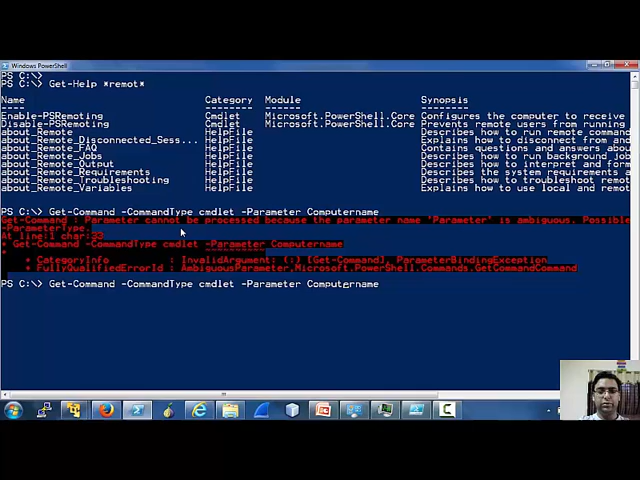 Windows PowerShell
PS C:\>
PS C:\> Get-Help *remot*
Name Category Module Synopsis
---- -------- ------ --------
Enable-PSRemoting Cmdlet Microsoft.PowerShell.Core Configures the computer to receive
Disable-PSRemoting Cmdlet Microsoft.PowerShell.Core Prevents remote users from running
about_Remote HelpFile Describes how to run remote command
about_Remote_Disconnected_Sess... HelpFile Explains how to disconnect from and
about_Remote_FAQ HelpFile Contains questions and answers about
about_Remote_Jobs HelpFile Describes how to run background job
about_Remote_Output HelpFile Describes how to interpret and form
about_Remote_Requirements HelpFile Describes the system requirements a
about_Remote_Troubleshooting HelpFile Describes how to troubleshoot remot
about_Remote_Variables HelpFile Explains how to use local and remot
PS C:\> Get-Command -CommandType cmdlet -Parameter Computername
Get-Command : Parameter cannot be processed because the parameter name 'Parameter' is ambiguous. Possible
-ParameterType.
At line:1 char:33
+ Get-Command -CommandType cmdlet -Parameter Computername
+ ~~~~~~~~~~
+ CategoryInfo : InvalidArgument: (:) [Get-Command], ParameterBindingException
+ FullyQualifiedErrorId : AmbiguousParameter,Microsoft.PowerShell.Commands.GetCommandCommand
PS C:\> Get-Command -CommandType cmdlet -Parameter Computername